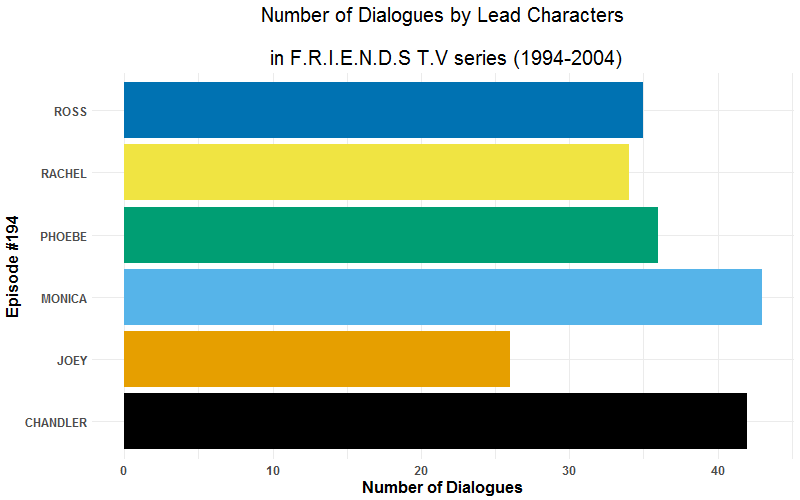 Number of Dialogues by Lead Characters
in F.R.I.E.N.D.S T.V series (1994-2004)
Episode #194
ROSS
RACHEL
PHOEBE
MONICA
JOEY
CHANDLER
0 10 20 30 40
Number of Dialogues